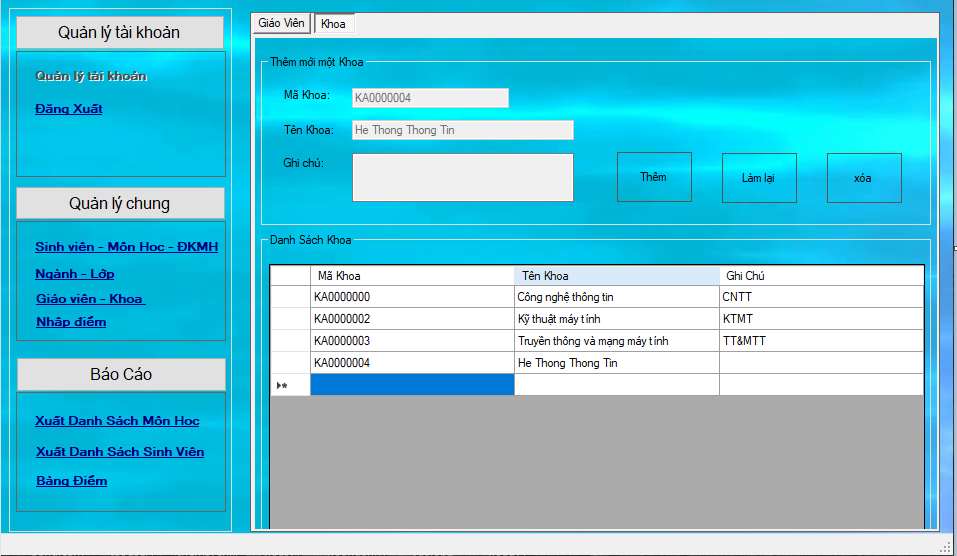 Quản lý tài khoản
Quản lý tài khoản
Đăng Xuất
Quản lý chung
Sinh viên - Môn Học - ĐKMH
Ngành - Lớp
Giáo viên - Khoa
Nhập điểm
Báo Cáo
Xuất Danh Sách Môn Học
Xuất Danh Sách Sinh Viên
Bảng Điểm
Giáo Viên Khoa
Thêm mới một Khoa
Mã Khoa: KA0000004
Tên Khoa: He Thong Thong Tin
Ghi chú:
Thêm Làm lại xóa
Danh Sách Khoa
Mã Khoa Tên Khoa Ghi Chú
KA0000000 Công nghệ thông tin CNTT
KA0000002 Kỹ thuật máy tính KTMT
KA0000003 Truyền thông và mạng máy tính TT&MTT
KA0000004 He Thong Thong Tin